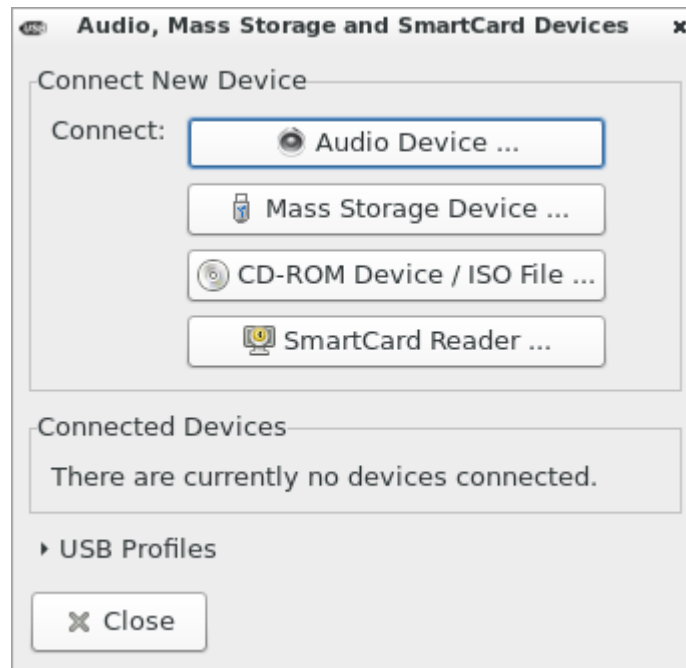 Audio, Mass Storage and SmartCard Devices
Connect New Device
Connect:
Audio Device ...
Mass Storage Device ...
CD-ROM Device / ISO File ...
SmartCard Reader ...
Connected Devices
There are currently no devices connected.
USB Profiles
Close